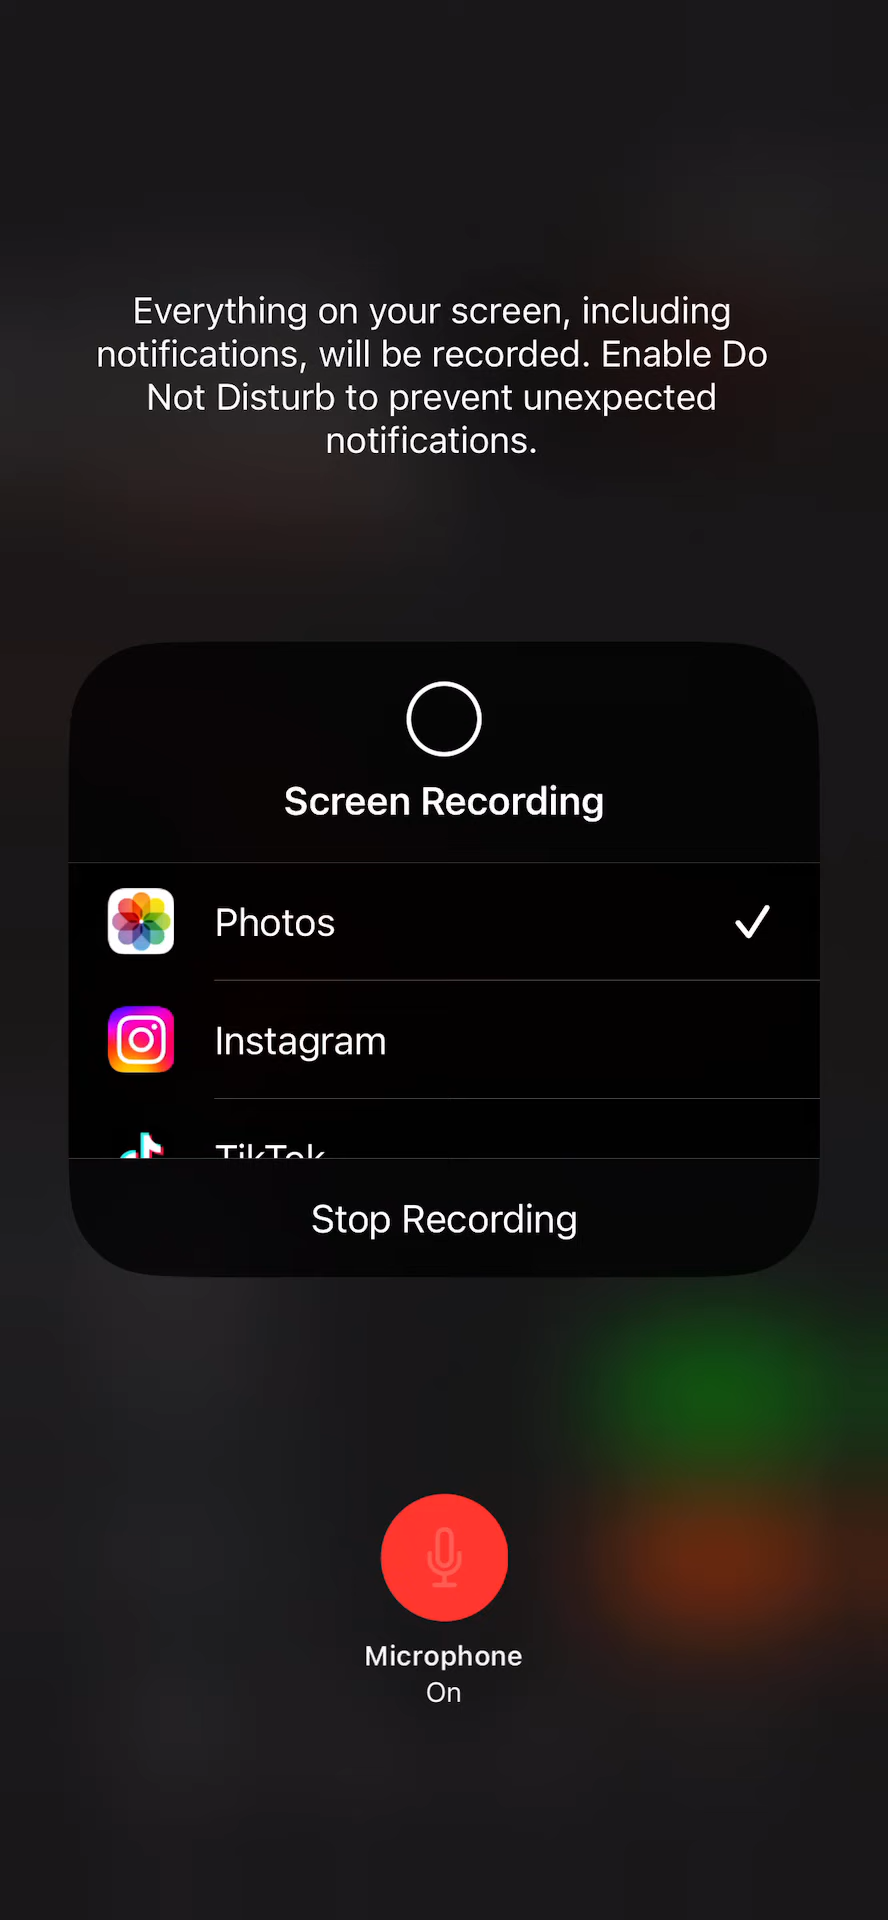 Everything on your screen, including
notifications, will be recorded. Enable Do
Not Disturb to prevent unexpected
notifications.
Screen Recording
Photos
Instagram
TikTok
Stop Recording
Microphone
On